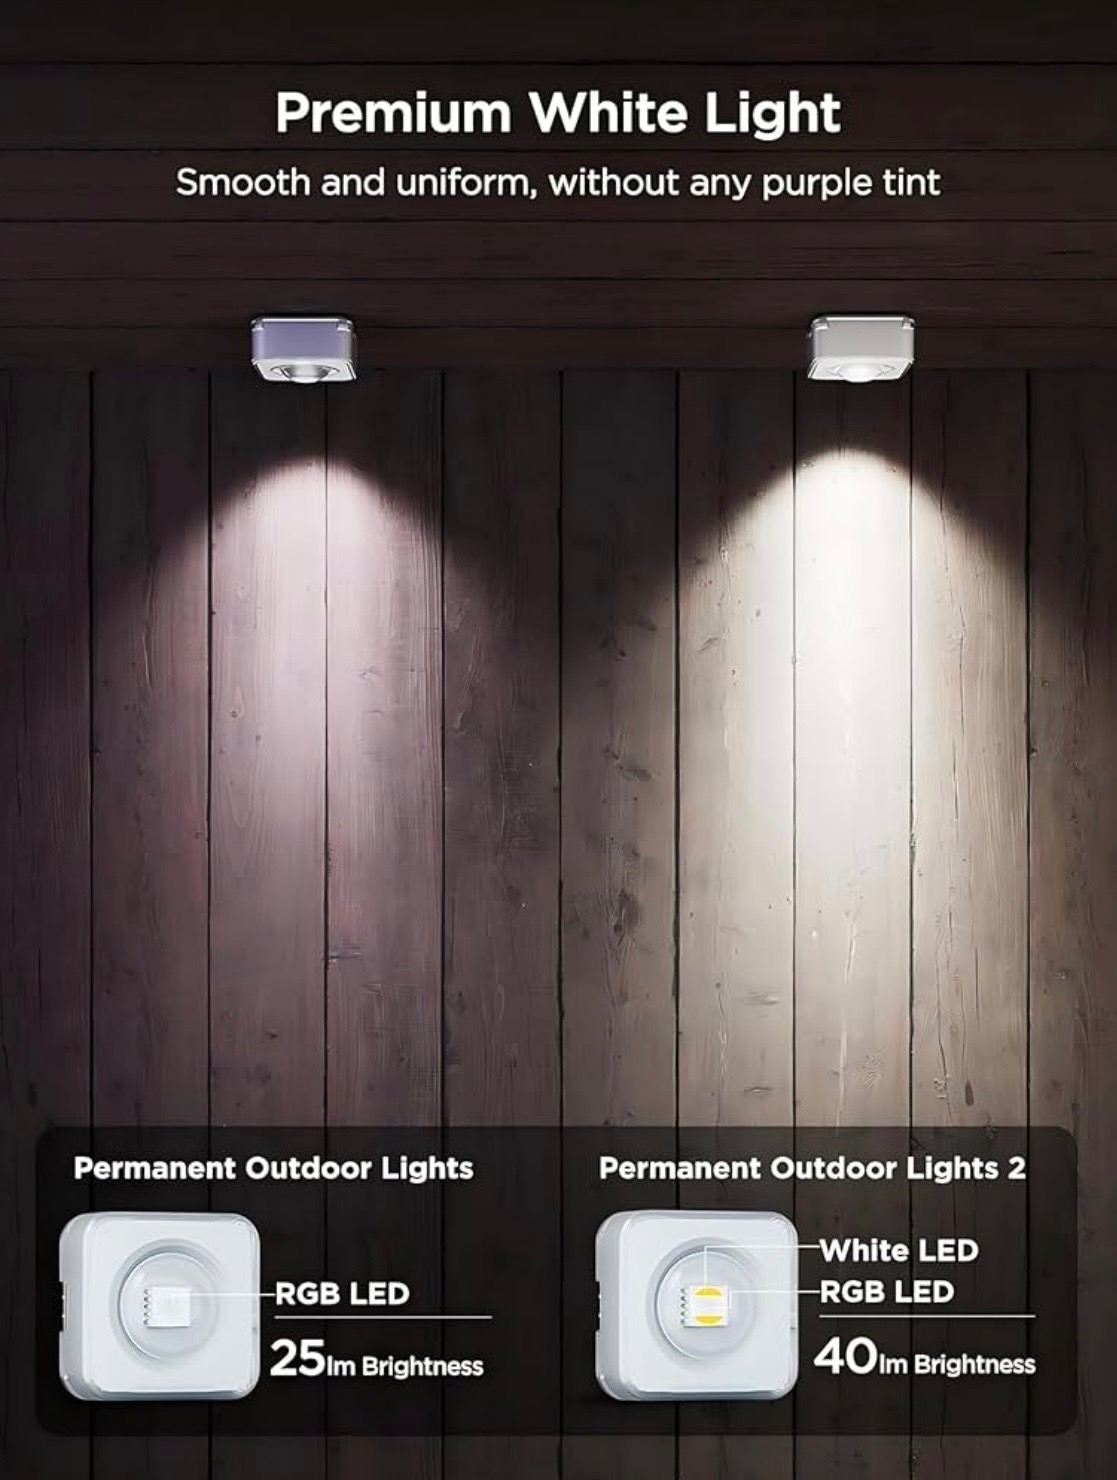 Premium White Light
Smooth and uniform, without any purple tint
Permanent Outdoor Lights
RGB LED
25lm Brightness
Permanent Outdoor Lights 2
White LED
RGB LED
40lm Brightness